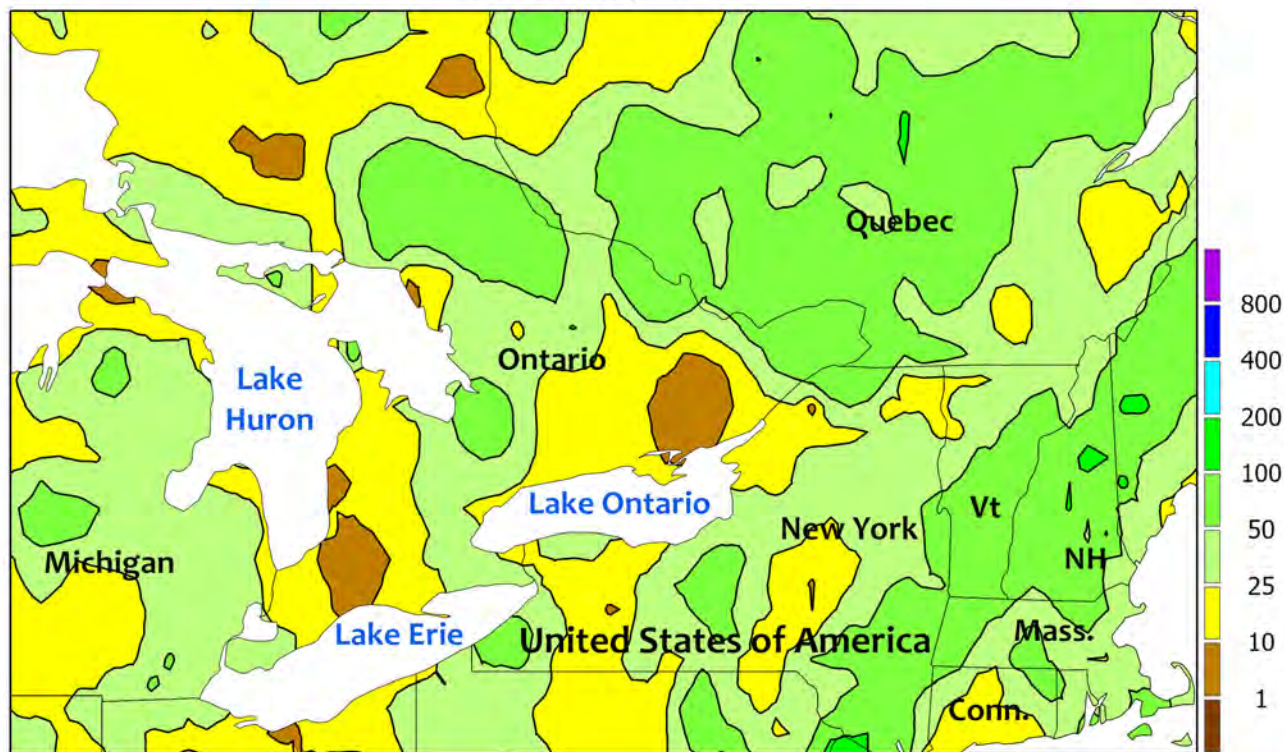 Quebec
Ontario
Lake
Huron
Lake Ontario
Michigan
New York
Vt
NH
Lake Erie
United States of America
Mass.
Conn.
800
400
200
100
50
25
10
1